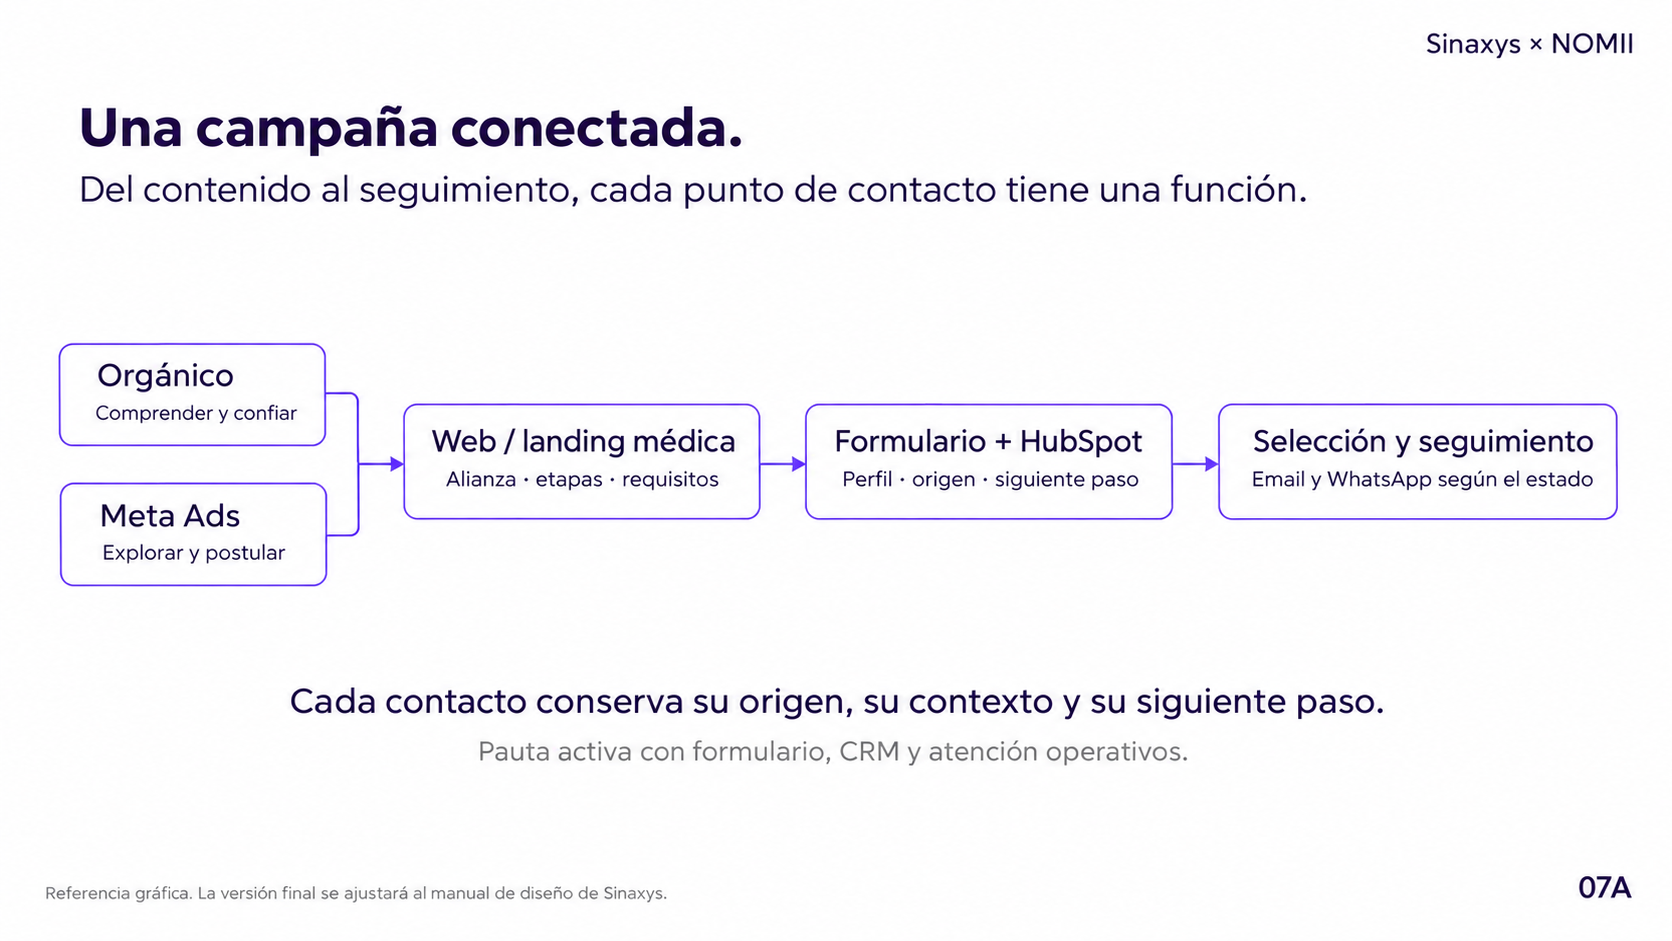 Sinaxys × NOMII
Una campaña conectada.
Del contenido al seguimiento, cada punto de contacto tiene una función.
Orgánico
Comprender y confiar
Meta Ads
Explorar y postular
Web / landing médica
Alianza · etapas · requisitos
Formulario + HubSpot
Perfil · origen · siguiente paso
Selección y seguimiento
Email y WhatsApp según el estado
Cada contacto conserva su origen, su contexto y su siguiente paso.
Pauta activa con formulario, CRM y atención operativos.
Referencia gráfica. La versión final se ajustará al manual de diseño de Sinaxys.
07A